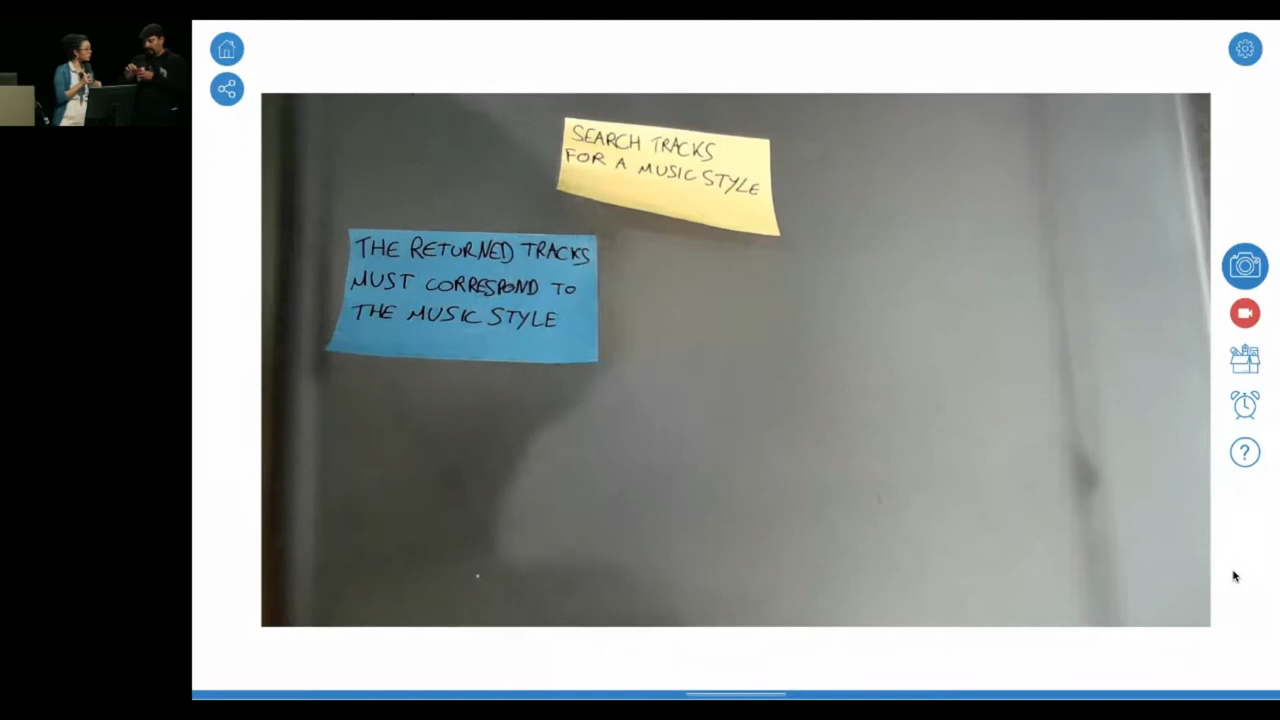 SEARCH TRACKS
FOR A MUSIC STYLE
THE RETURNED TRACKS
MUST CORRESPOND TO
THE MUSIC STYLE
?